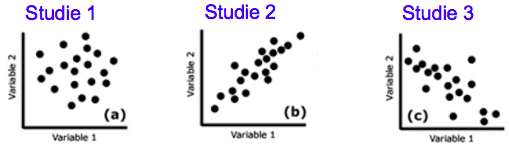 Studie 1
Studie 2
Studie 3
Variable 2
(a)
Variable 1
Variable 2
(b)
Variable 1
Variable 2
(c)
Variable 1